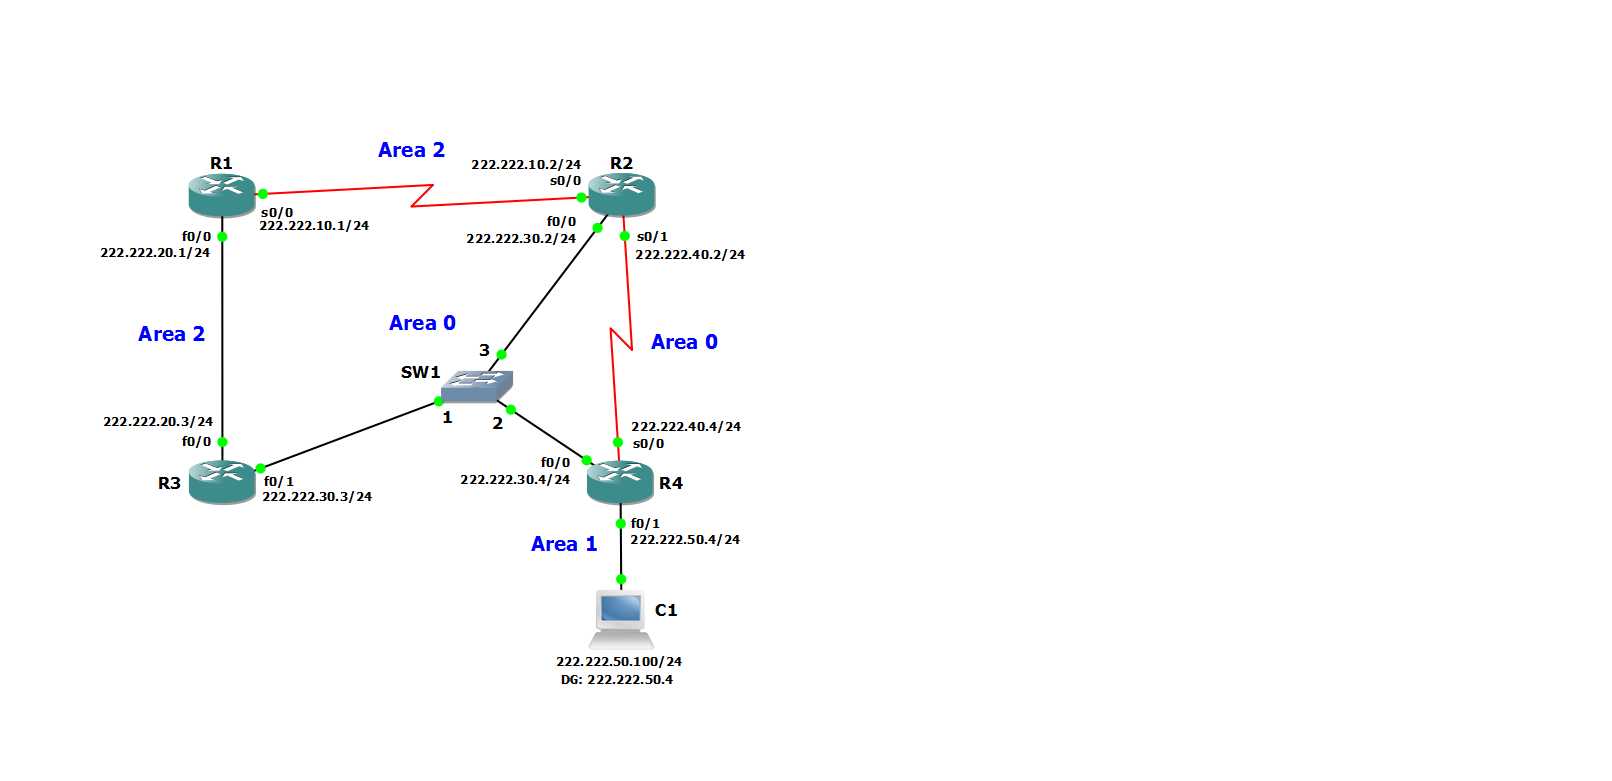 Area 2
R1
222.222.10.2/24
R2
s0/0
s0/0
222.222.10.1/24
f0/0
222.222.20.1/24
f0/0
222.222.30.2/24
s0/1
222.222.40.2/24
Area 2
Area 0
Area 0
3
SW1
1
2
222.222.20.3/24
f0/0
222.222.40.4/24
s0/0
R3
f0/1
222.222.30.3/24
f0/0
222.222.30.4/24
R4
f0/1
222.222.50.4/24
Area 1
C1
222.222.50.100/24
DG: 222.222.50.4